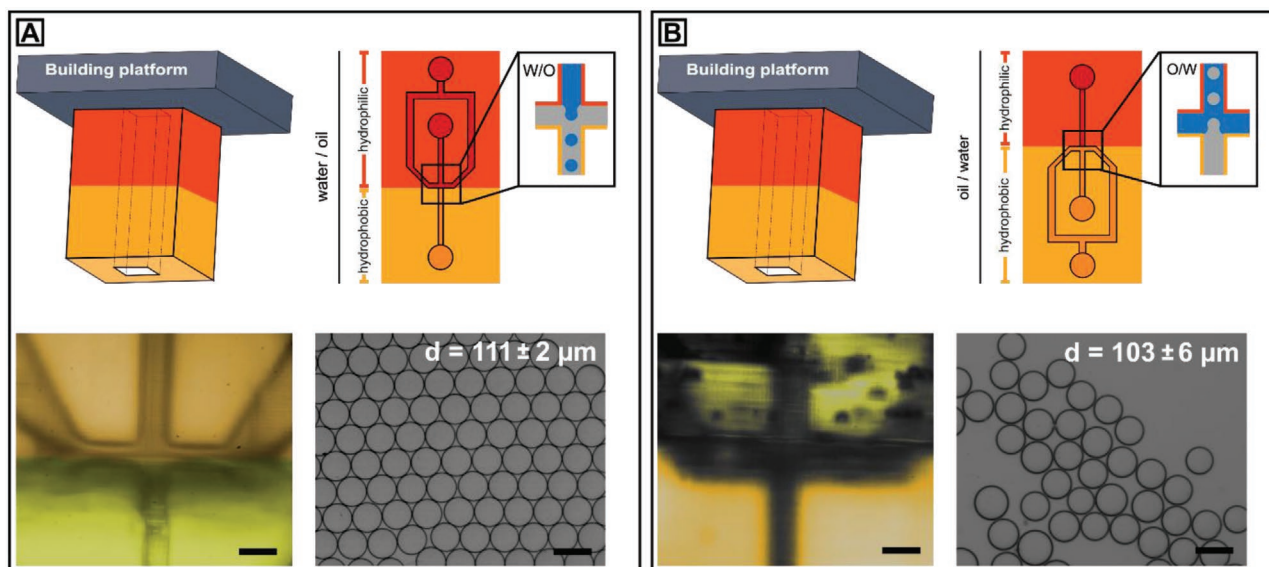 A
Building platform
water / oil
hydrophilic
hydrophobic
W/O
d = 111 ± 2 µm
B
Building platform
oil / water
hydrophilic
hydrophobic
O/W
d = 103 ± 6 µm